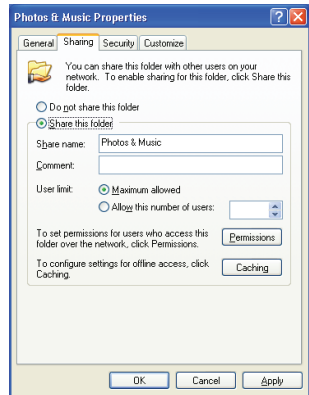 Photos & Music Properties
General Sharing Security Customize
You can share this folder with other users on your
network. To enable sharing for this folder, click Share this
folder.
Do not share this folder
Share this folder
Share name: Photos & Music
Comment:
User limit: Maximum allowed
Allow this number of users:
To set permissions for users who access this
folder over the network, click Permissions.
Permissions
To configure settings for offline access, click
Caching.
Caching
OK Cancel Apply